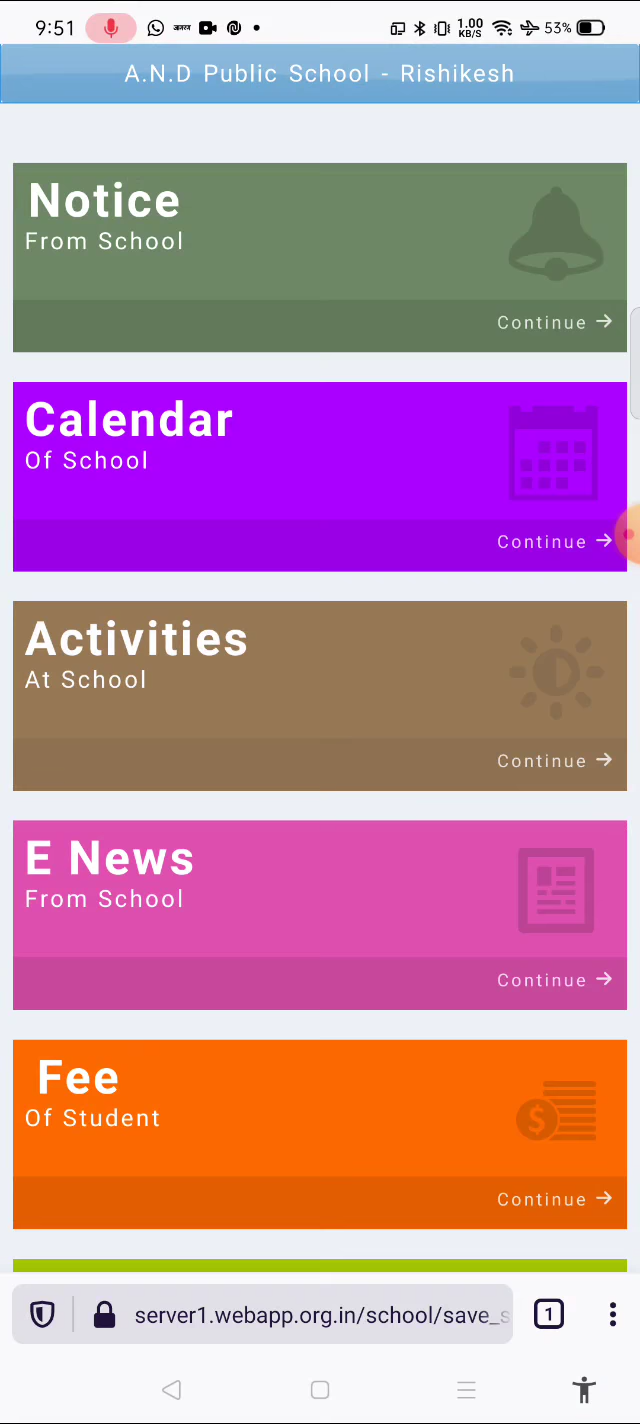 9:51 1.00 KB/S 53%
A.N.D Public School - Rishikesh
Notice
From School
Continue
Calendar
Of School
Continue
Activities
At School
Continue
E News
From School
Continue
Fee
Of Student
Continue
server1.webapp.org.in/school/save_s
1